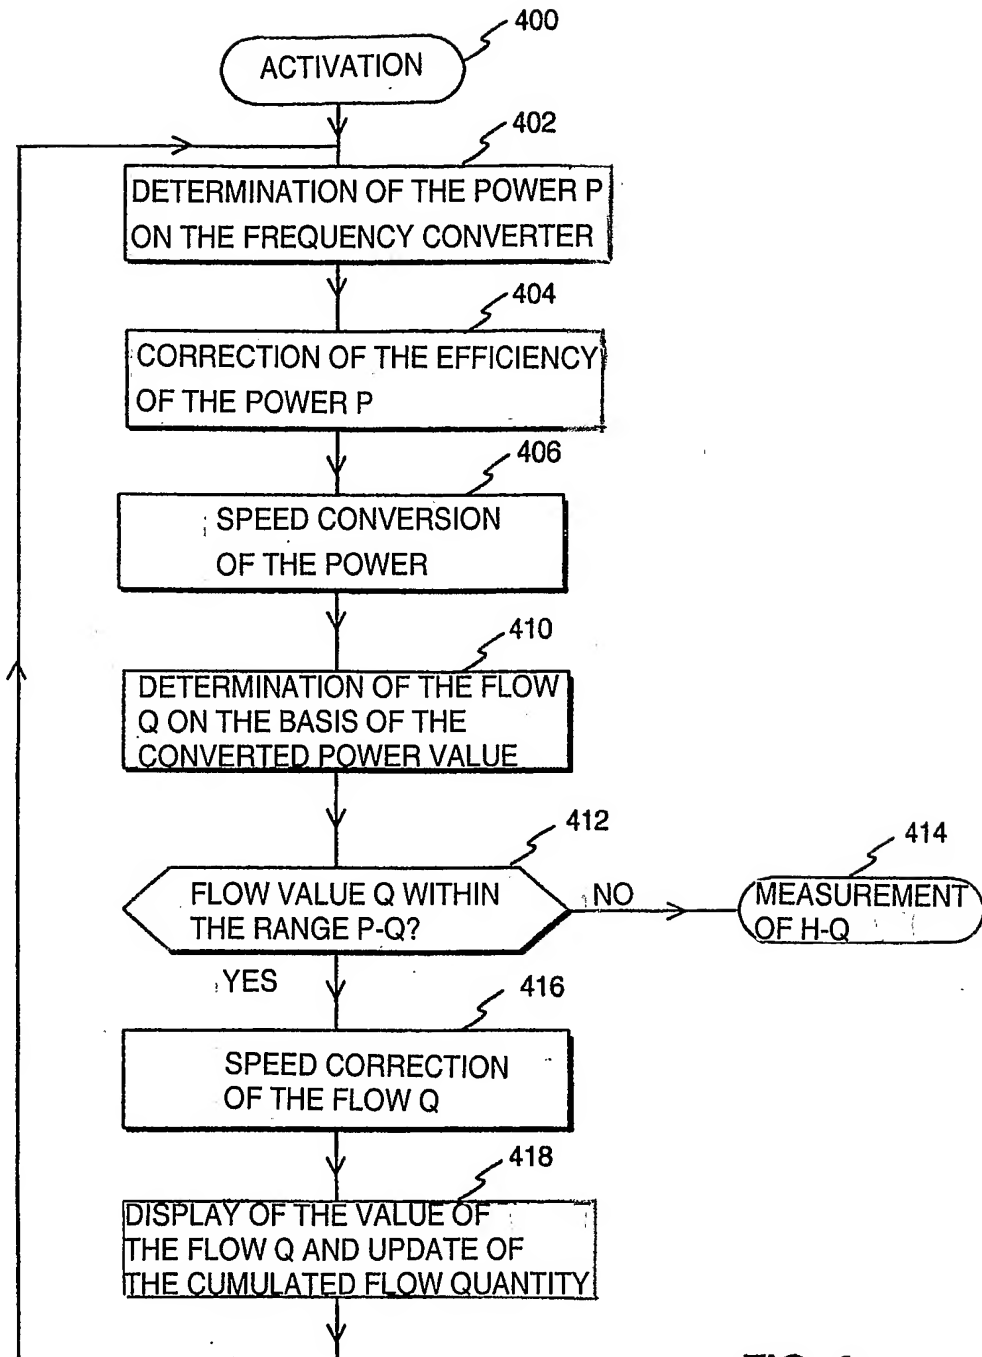 400
ACTIVATION
402
DETERMINATION OF THE POWER P
ON THE FREQUENCY CONVERTER
404
CORRECTION OF THE EFFICIENCY
OF THE POWER P
406
SPEED CONVERSION
OF THE POWER
410
DETERMINATION OF THE FLOW
Q ON THE BASIS OF THE
CONVERTED POWER VALUE
412
FLOW VALUE Q WITHIN
THE RANGE P-Q?
NO
414
MEASUREMENT
OF H-Q
YES
416
SPEED CORRECTION
OF THE FLOW Q
418
DISPLAY OF THE VALUE OF
THE FLOW Q AND UPDATE OF
THE CUMULATED FLOW QUANTITY